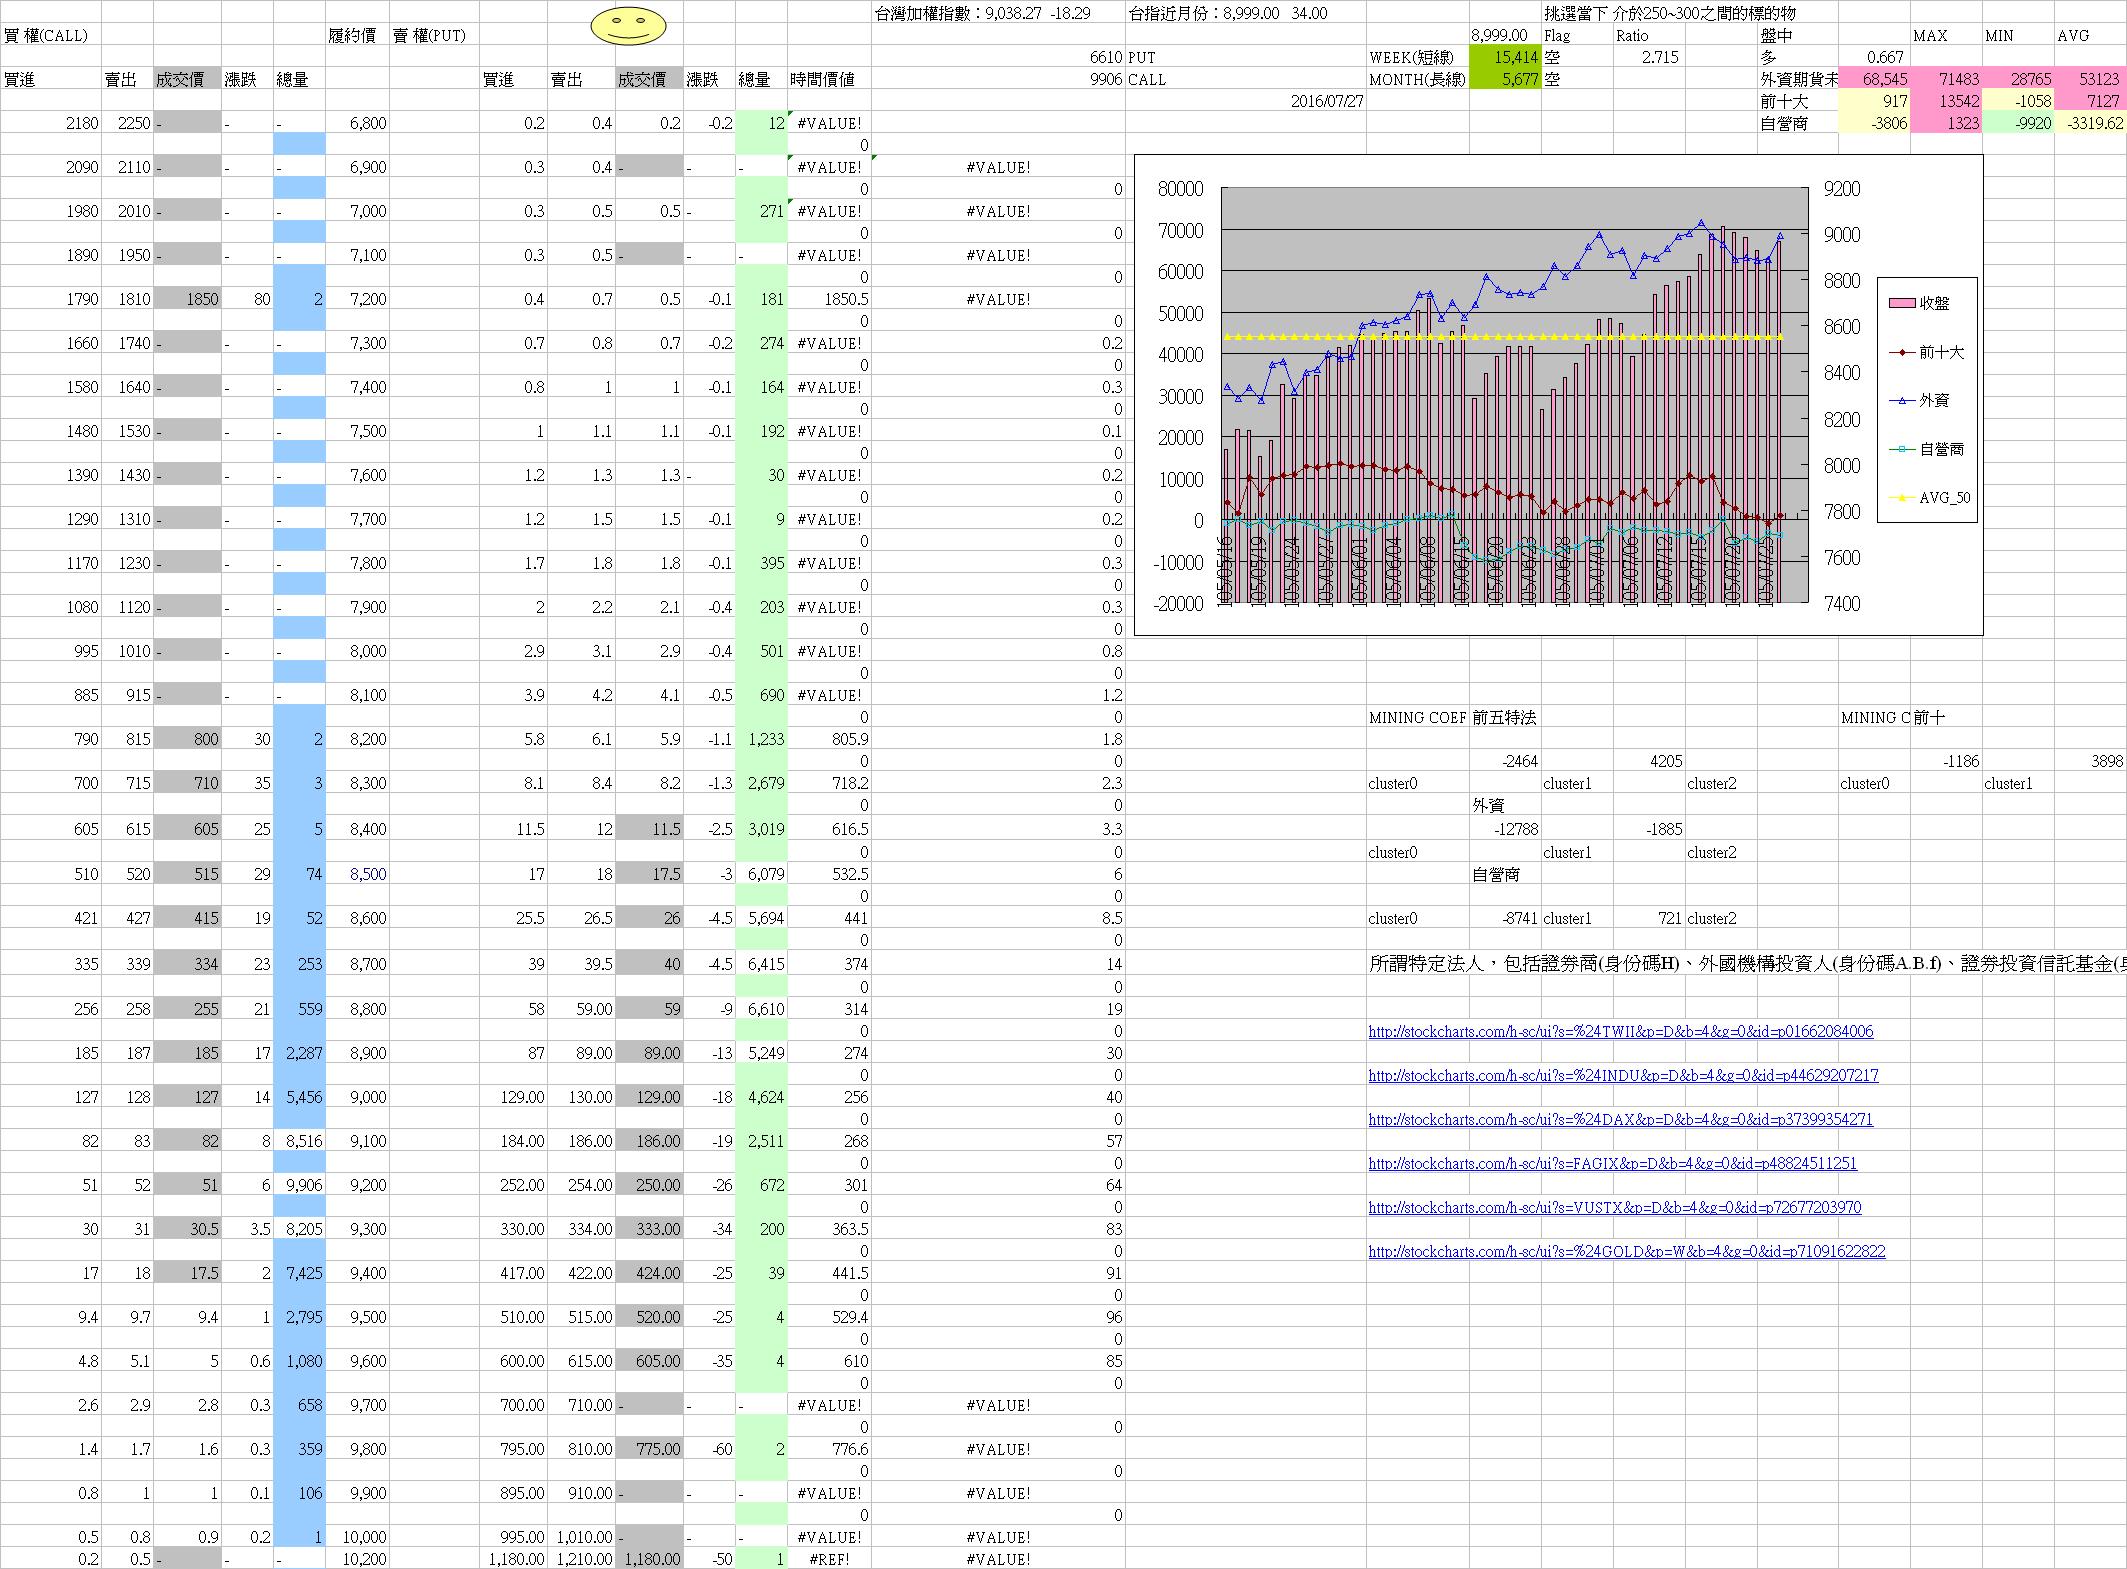 台灣加權指數：9,038.27 -18.29 台指近月份：8,999.00 34.00 挑選當下 介於250~300之間的標的物
買 權(CALL) 履約價 賣 權(PUT) 8,999.00 Flag Ratio 盤中 MAX MIN AVG
6610 PUT WEEK(短線) 15,414 空 2.715 多 0.667
買進 賣出 成交價 漲跌 總量 買進 賣出 成交價 漲跌 總量 時間價值 9906 CALL MONTH(長線) 5,677 空 外資期貨未 68,545 71483 28765 53123
2016/07/27 前十大 917 13542 -1058 7127
2180 2250 - - - 6,800 0.2 0.4 0.2 -0.2 12 #VALUE! 自營商 -3806 1323 -9920 -3319.62
0
2090 2110 - - - 6,900 0.3 0.4 - - - #VALUE! #VALUE!
0 0
1980 2010 - - - 7,000 0.3 0.5 0.5 - 271 #VALUE! #VALUE!
0 0
1890 1950 - - - 7,100 0.3 0.5 - - - #VALUE! #VALUE!
0 0
1790 1810 1850 80 2 7,200 0.4 0.7 0.5 -0.1 181 1850.5 #VALUE!
0 0
1660 1740 - - - 7,300 0.7 0.8 0.7 -0.2 274 #VALUE! 0.2
0 0
1580 1640 - - - 7,400 0.8 1 1 -0.1 164 #VALUE! 0.3
0 0
1480 1530 - - - 7,500 1 1.1 1.1 -0.1 192 #VALUE! 0.1
0 0
1390 1430 - - - 7,600 1.2 1.3 1.3 - 30 #VALUE! 0.2
0 0
1290 1310 - - - 7,700 1.2 1.5 1.5 -0.1 9 #VALUE! 0.2
0 0
1170 1230 - - - 7,800 1.7 1.8 1.8 -0.1 395 #VALUE! 0.3
0 0
1080 1120 - - - 7,900 2 2.2 2.1 -0.4 203 #VALUE! 0.3
0 0
995 1010 - - - 8,000 2.9 3.1 2.9 -0.4 501 #VALUE! 0.8
0 0
885 915 - - - 8,100 3.9 4.2 4.1 -0.5 690 #VALUE! 1.2
0 0 MINING COEF 前五特法 MINING C 前十
790 815 800 30 2 8,200 5.8 6.1 5.9 -1.1 1,233 805.9 1.8
0 0 -2464 4205 -1186 3898
700 715 710 35 3 8,300 8.1 8.4 8.2 -1.3 2,679 718.2 2.3 cluster0 cluster1 cluster2 cluster0 cluster1
0 0 外資
605 615 605 25 5 8,400 11.5 12 11.5 -2.5 3,019 616.5 3.3 -12788 -1885
0 0 cluster0 cluster1 cluster2
510 520 515 29 74 8,500 17 18 17.5 -3 6,079 532.5 6 自營商
0 0
421 427 415 19 52 8,600 25.5 26.5 26 -4.5 5,694 441 8.5 cluster0 -8741 cluster1 721 cluster2
0 0
335 339 334 23 253 8,700 39 39.5 40 -4.5 6,415 374 14 所謂特定法人，包括證券商(身份碼H)、外國機構投資人(身份碼A.B.f)、證券投資信託基金(
0 0
256 258 255 21 559 8,800 58 59.00 59 -9 6,610 314 19
0 0 http://stockcharts.com/h-sc/ui?s=%24TWII&p=D&b=4&g=0&id=p01662084006
185 187 185 17 2,287 8,900 87 89.00 89.00 -13 5,249 274 30
0 0 http://stockcharts.com/h-sc/ui?s=%24INDU&p=D&b=4&g=0&id=p44629207217
127 128 127 14 5,456 9,000 129.00 130.00 129.00 -18 4,624 256 40
0 0 http://stockcharts.com/h-sc/ui?s=%24DAX&p=D&b=4&g=0&id=p37399354271
82 83 82 8 8,516 9,100 184.00 186.00 186.00 -19 2,511 268 57
0 0 http://stockcharts.com/h-sc/ui?s=FAGIX&p=D&b=4&g=0&id=p48824511251
51 52 51 6 9,906 9,200 252.00 254.00 250.00 -26 672 301 64
0 0 http://stockcharts.com/h-sc/ui?s=VUSTX&p=D&b=4&g=0&id=p72677203970
30 31 30.5 3.5 8,205 9,300 330.00 334.00 333.00 -34 200 363.5 83
0 0 http://stockcharts.com/h-sc/ui?s=%24GOLD&p=W&b=4&g=0&id=p71091622822
17 18 17.5 2 7,425 9,400 417.00 422.00 424.00 -25 39 441.5 91
0 0
9.4 9.7 9.4 1 2,795 9,500 510.00 515.00 520.00 -25 4 529.4 96
0 0
4.8 5.1 5 0.6 1,080 9,600 600.00 615.00 605.00 -35 4 610 85
0 0
2.6 2.9 2.8 0.3 658 9,700 700.00 710.00 - - - #VALUE! #VALUE!
0 0
1.4 1.7 1.6 0.3 359 9,800 795.00 810.00 775.00 -60 2 776.6 #VALUE!
0 0
0.8 1 1 0.1 106 9,900 895.00 910.00 - - - #VALUE! #VALUE!
0 0
0.5 0.8 0.9 0.2 1 10,000 995.00 1,010.00 - - - #VALUE! #VALUE!
0.2 0.5 - - - 10,200 1,180.00 1,210.00 1,180.00 -50 1 #REF! #VALUE!
80000 9200
70000 9000
60000 8800
50000 8600
40000 8400
30000 8200
20000 8000
10000 7800
0 7600
-10000 7400
-20000
105/05/16 105/05/19 105/05/24 105/05/27 105/06/01 105/06/04 105/06/08 105/06/15 105/06/20 105/06/23 105/06/28 105/07/01 105/07/06 105/07/12 105/07/15 105/07/20 105/07/25
收盤
前十大
外資
自營商
AVG_50